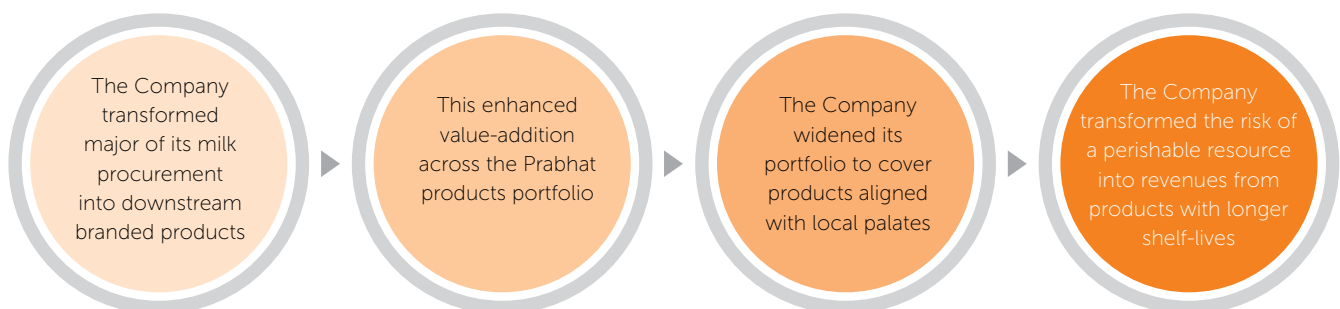 The Company
transformed
major of its milk
procurement
into downstream
branded products
This enhanced
value-addition
across the Prabhat
products portfolio
The Company
widened its
portfolio to cover
products aligned
with local palates
The Company
transformed the risk of
a perishable resource
into revenues from
products with longer
shelf-lives